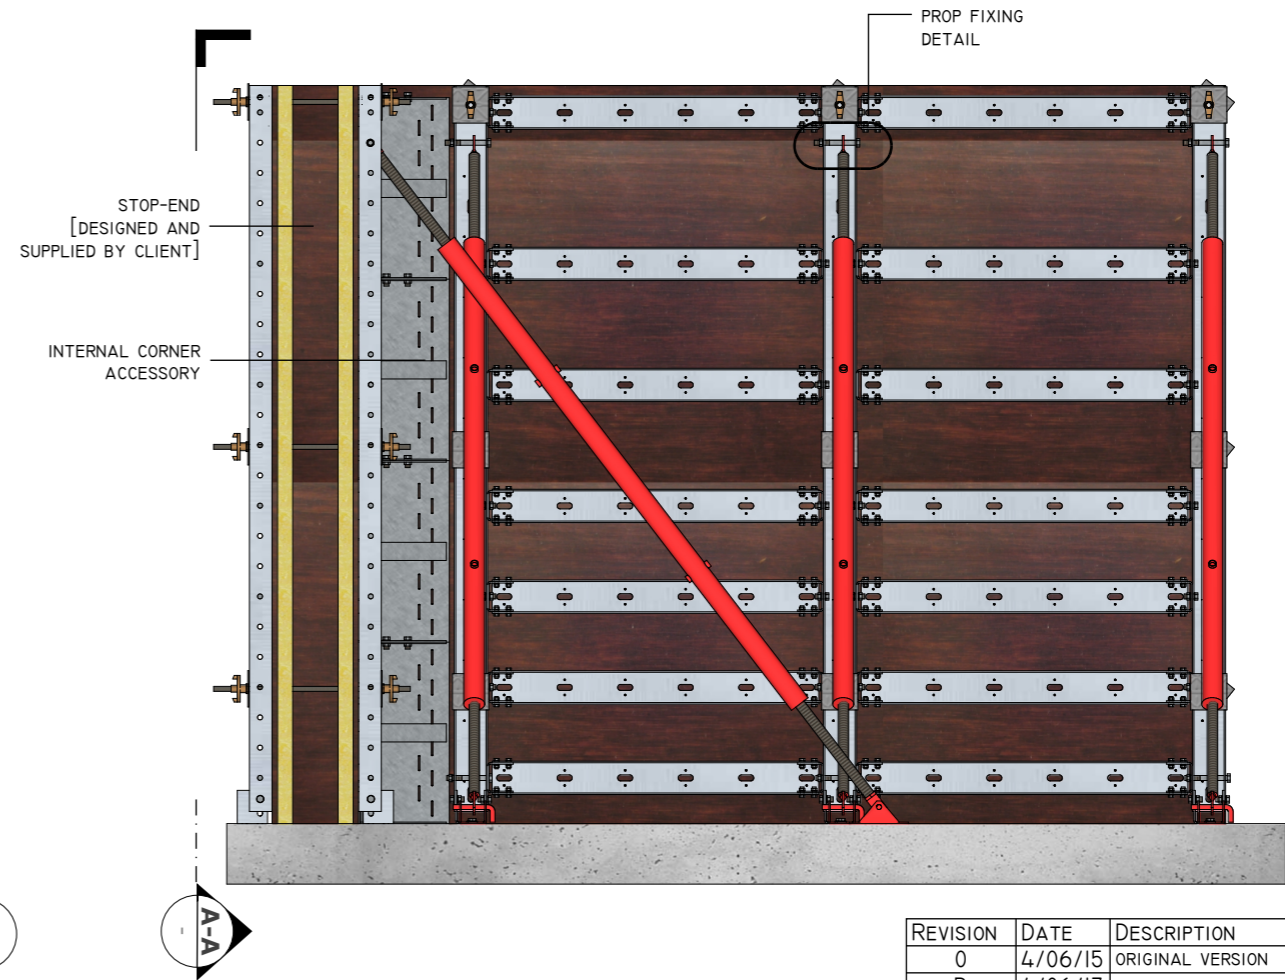 PROP FIXING
DETAIL
STOP-END
[DESIGNED AND
SUPPLIED BY CLIENT]
INTERNAL CORNER
ACCESSORY
A-A
-
REVISION DATE DESCRIPTION
0 4/06/15 ORIGINAL VERSION